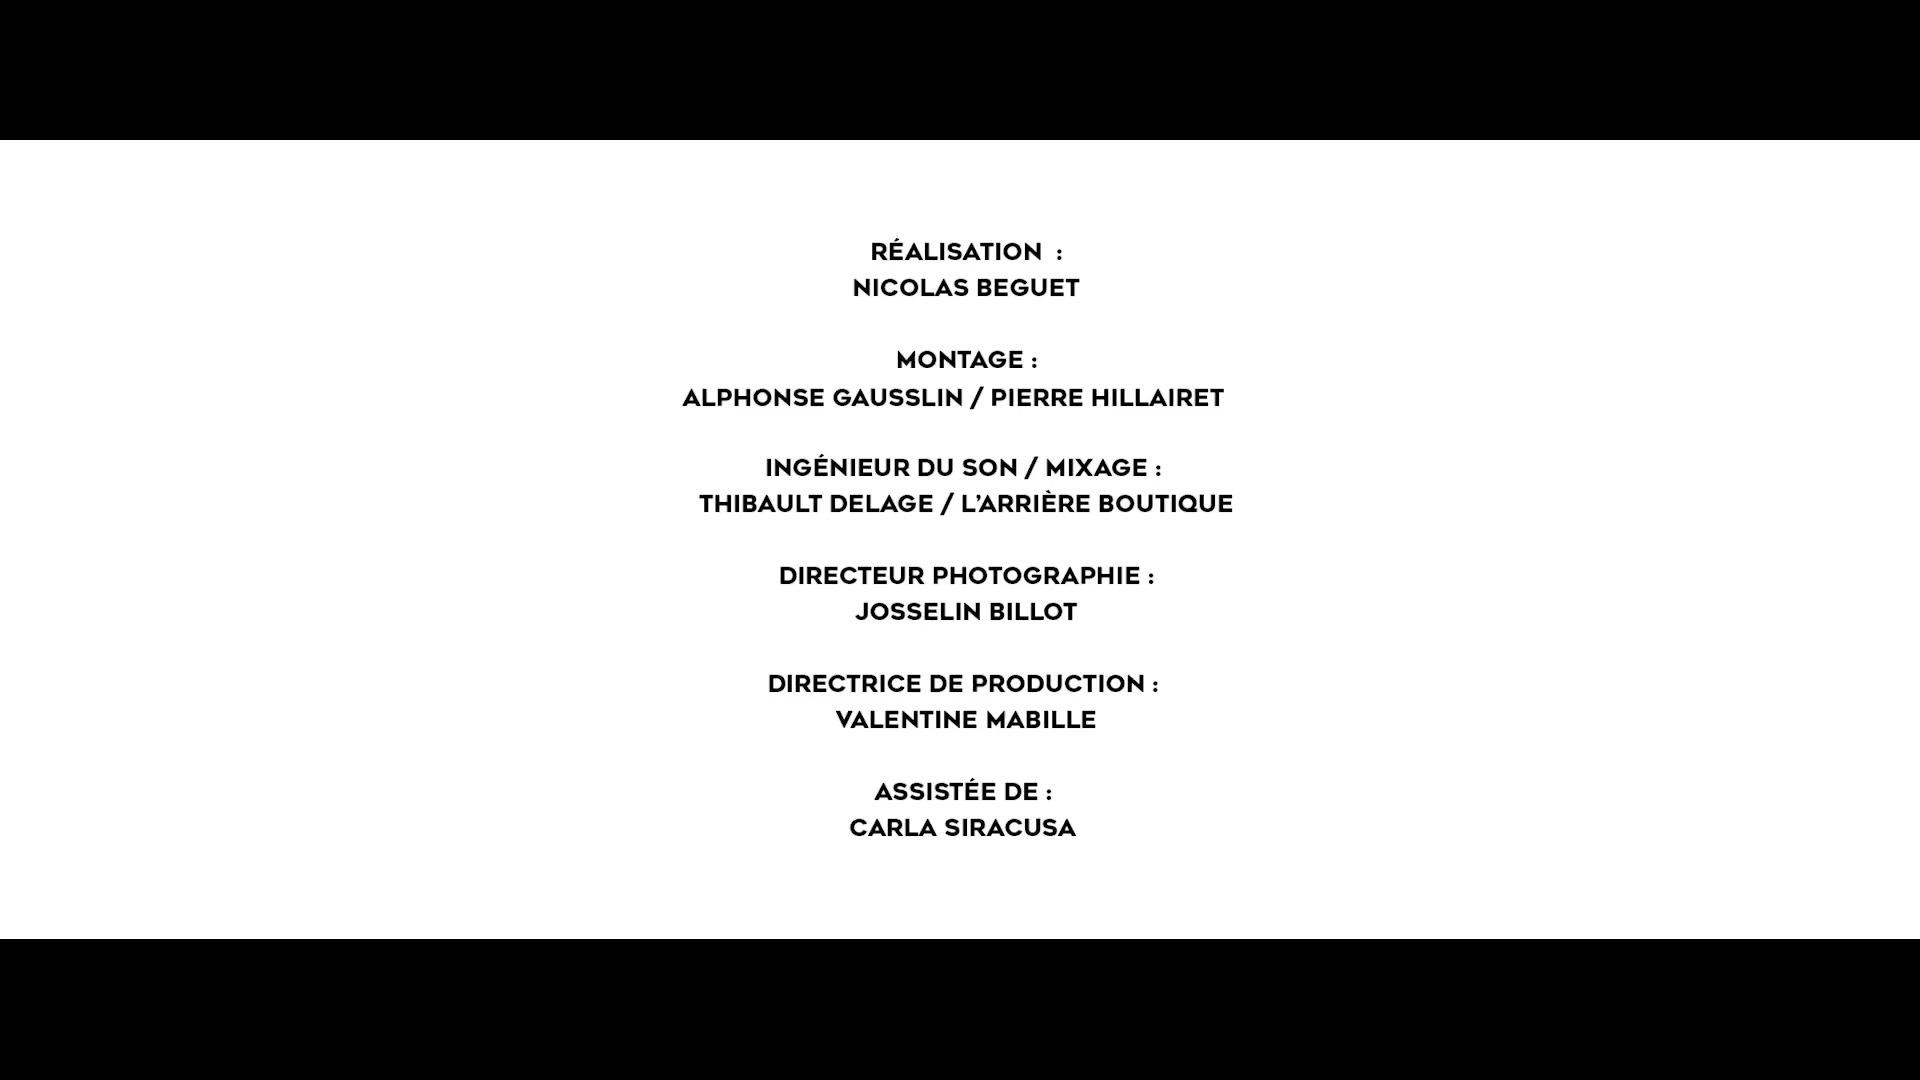 RÉALISATION :
NICOLAS BEGUET
MONTAGE :
ALPHONSE GAUSSLIN / PIERRE HILLAIRET
INGÉNIEUR DU SON / MIXAGE :
THIBAULT DELAGE / L’ARRIÈRE BOUTIQUE
DIRECTEUR PHOTOGRAPHIE :
JOSSELIN BILLOT
DIRECTRICE DE PRODUCTION :
VALENTINE MABILLE
ASSISTÉE DE :
CARLA SIRACUSA